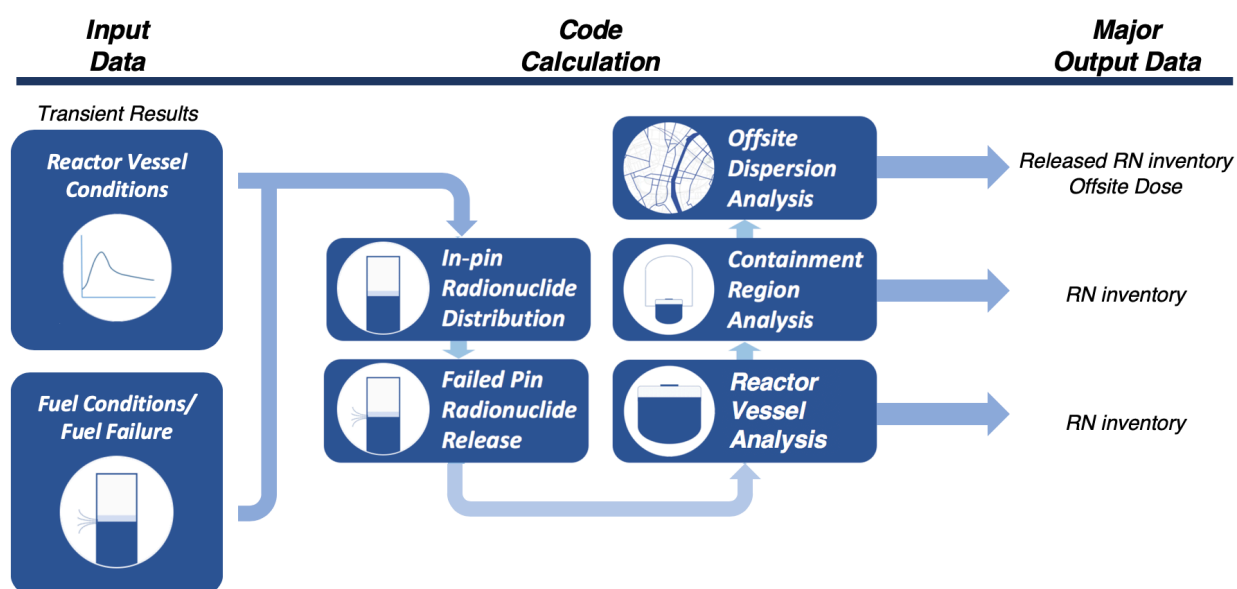 Input
Data
Code
Calculation
Major
Output Data
Transient Results
Reactor Vessel
Conditions
Fuel Conditions/
Fuel Failure
In-pin
Radionuclide
Distribution
Failed Pin
Radionuclide
Release
Offsite
Dispersion
Analysis
Containment
Region
Analysis
Reactor
Vessel
Analysis
Released RN inventory
Offsite Dose
RN inventory
RN inventory